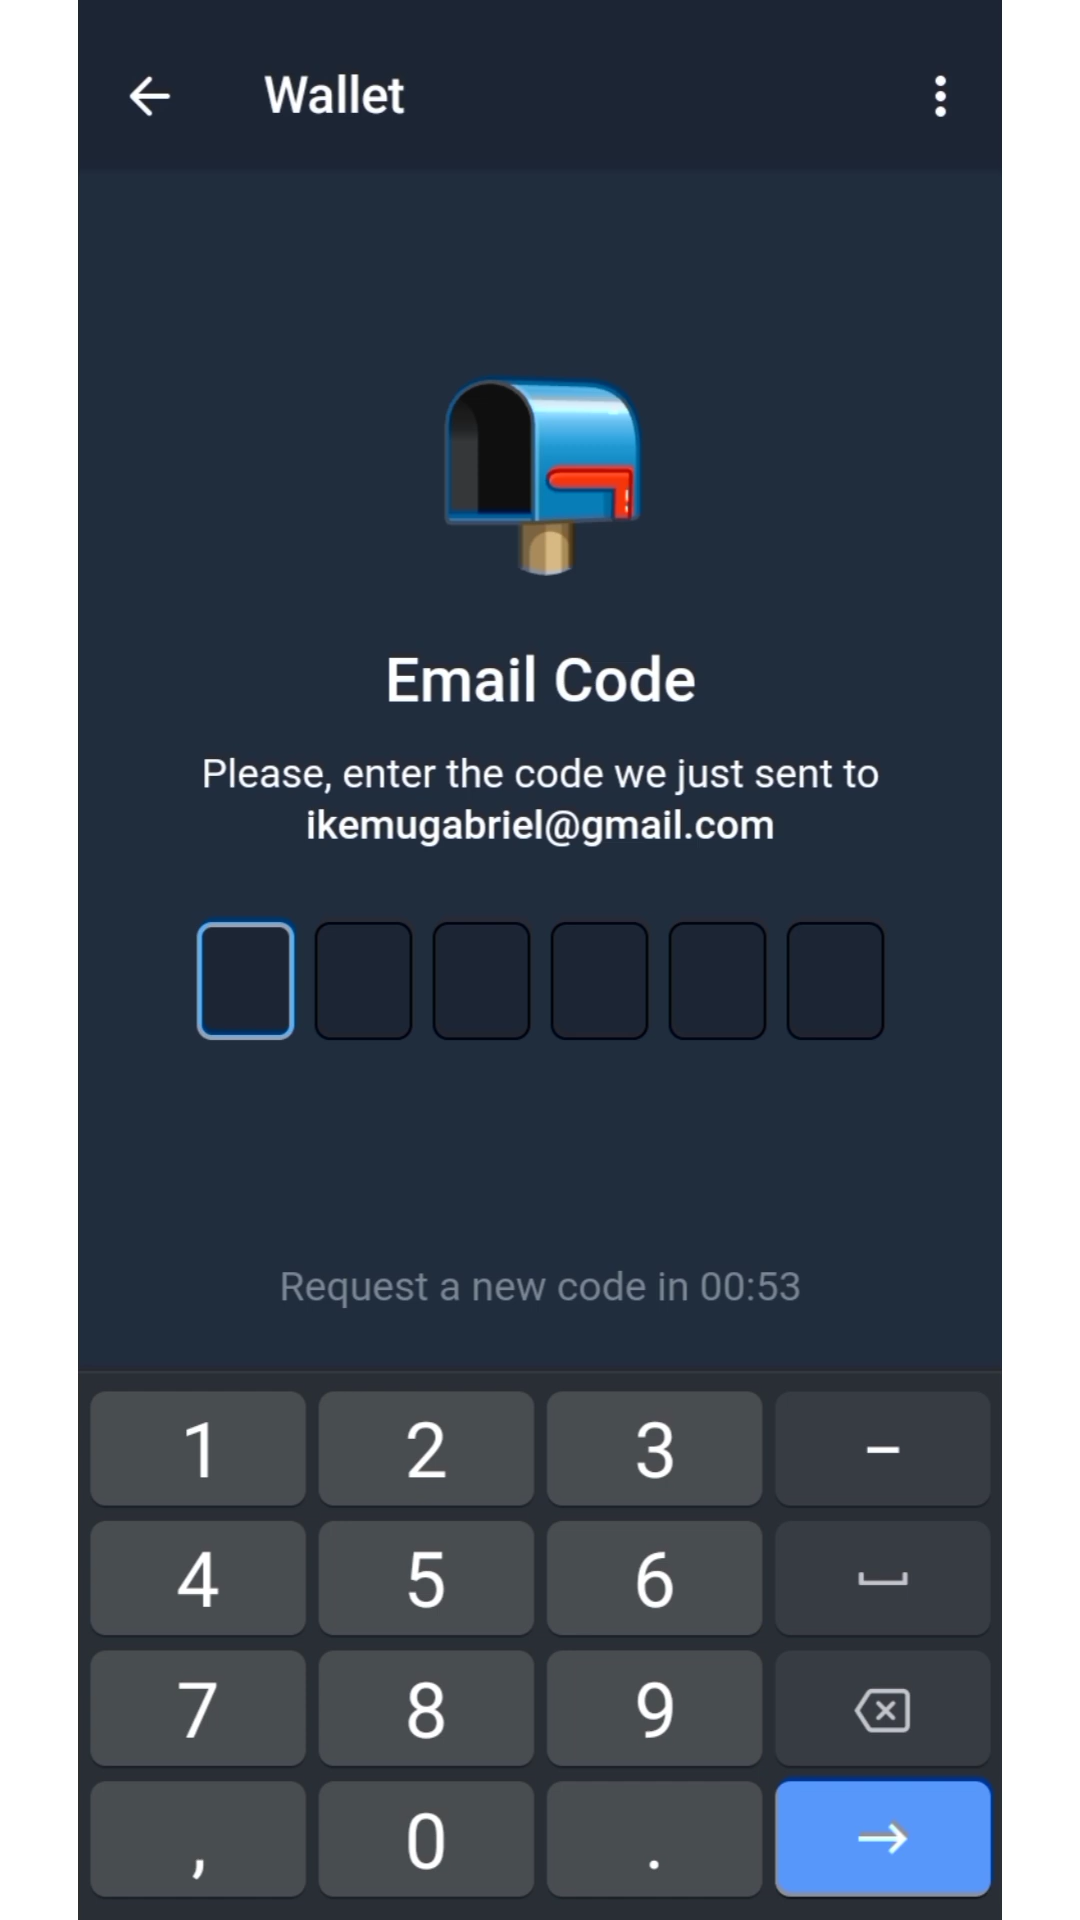 Wallet
Email Code
Please, enter the code we just sent to
ikemugabriel@gmail.com
Request a new code in 00:53
1 2 3 -
4 5 6
7 8 9
, 0 .